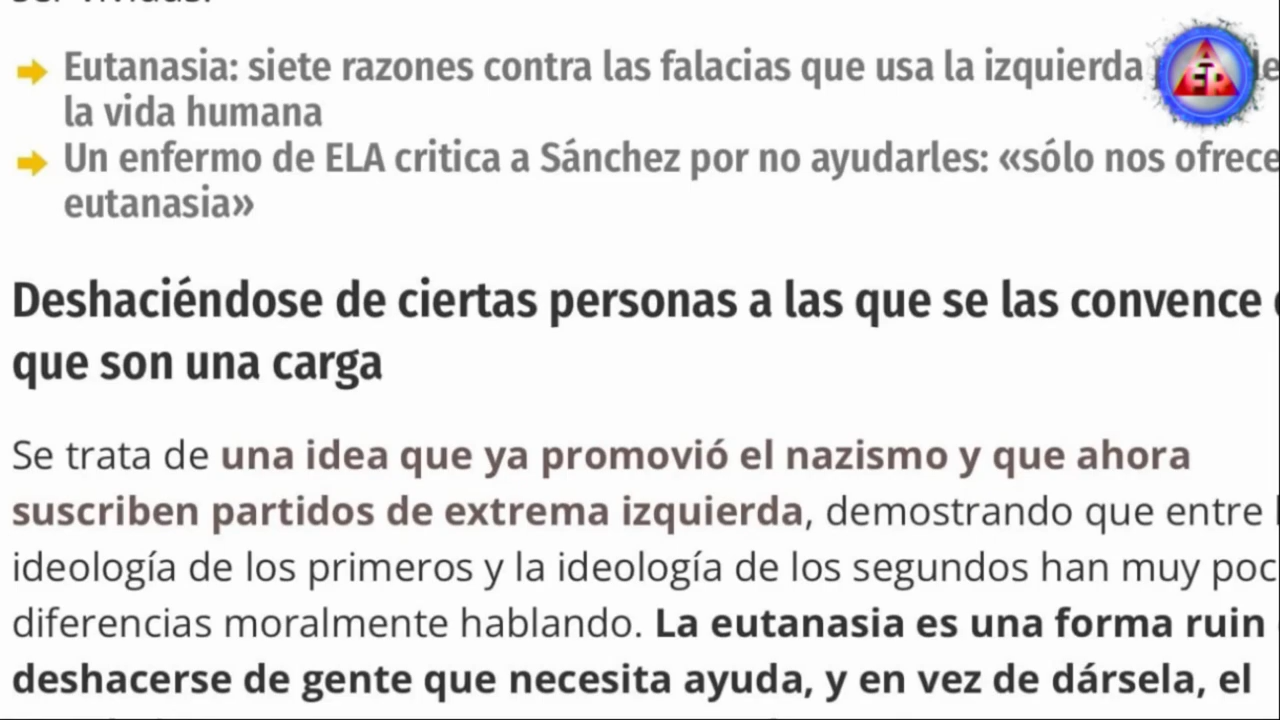 Eutanasia: siete razones contra las falacias que usa la izquierda
la vida humana
Un enfermo de ELA critica a Sánchez por no ayudarles: «sólo nos ofrece
eutanasia»
Deshaciéndose de ciertas personas a las que se las convence
que son una carga
Se trata de una idea que ya promovió el nazismo y que ahora
suscriben partidos de extrema izquierda, demostrando que entre
ideología de los primeros y la ideología de los segundos han muy poc
diferencias moralmente hablando. La eutanasia es una forma ruin
deshacerse de gente que necesita ayuda, y en vez de dársela, el